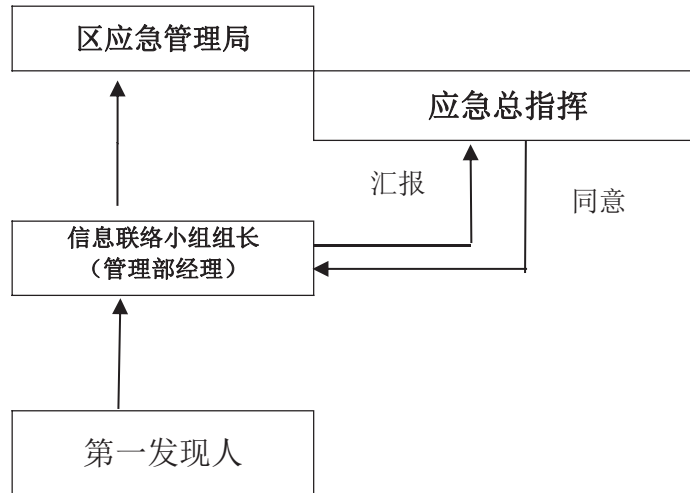 区应急管理局
应急总指挥
汇报
同意
信息联络小组组长
（管理部经理）
第一发现人